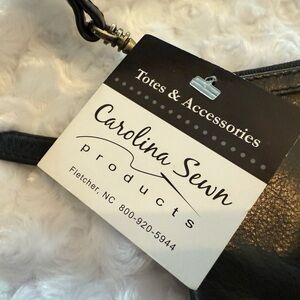 Totes & Accessories
Carolina Sewn
products
Fletcher, NC 800-920-5944